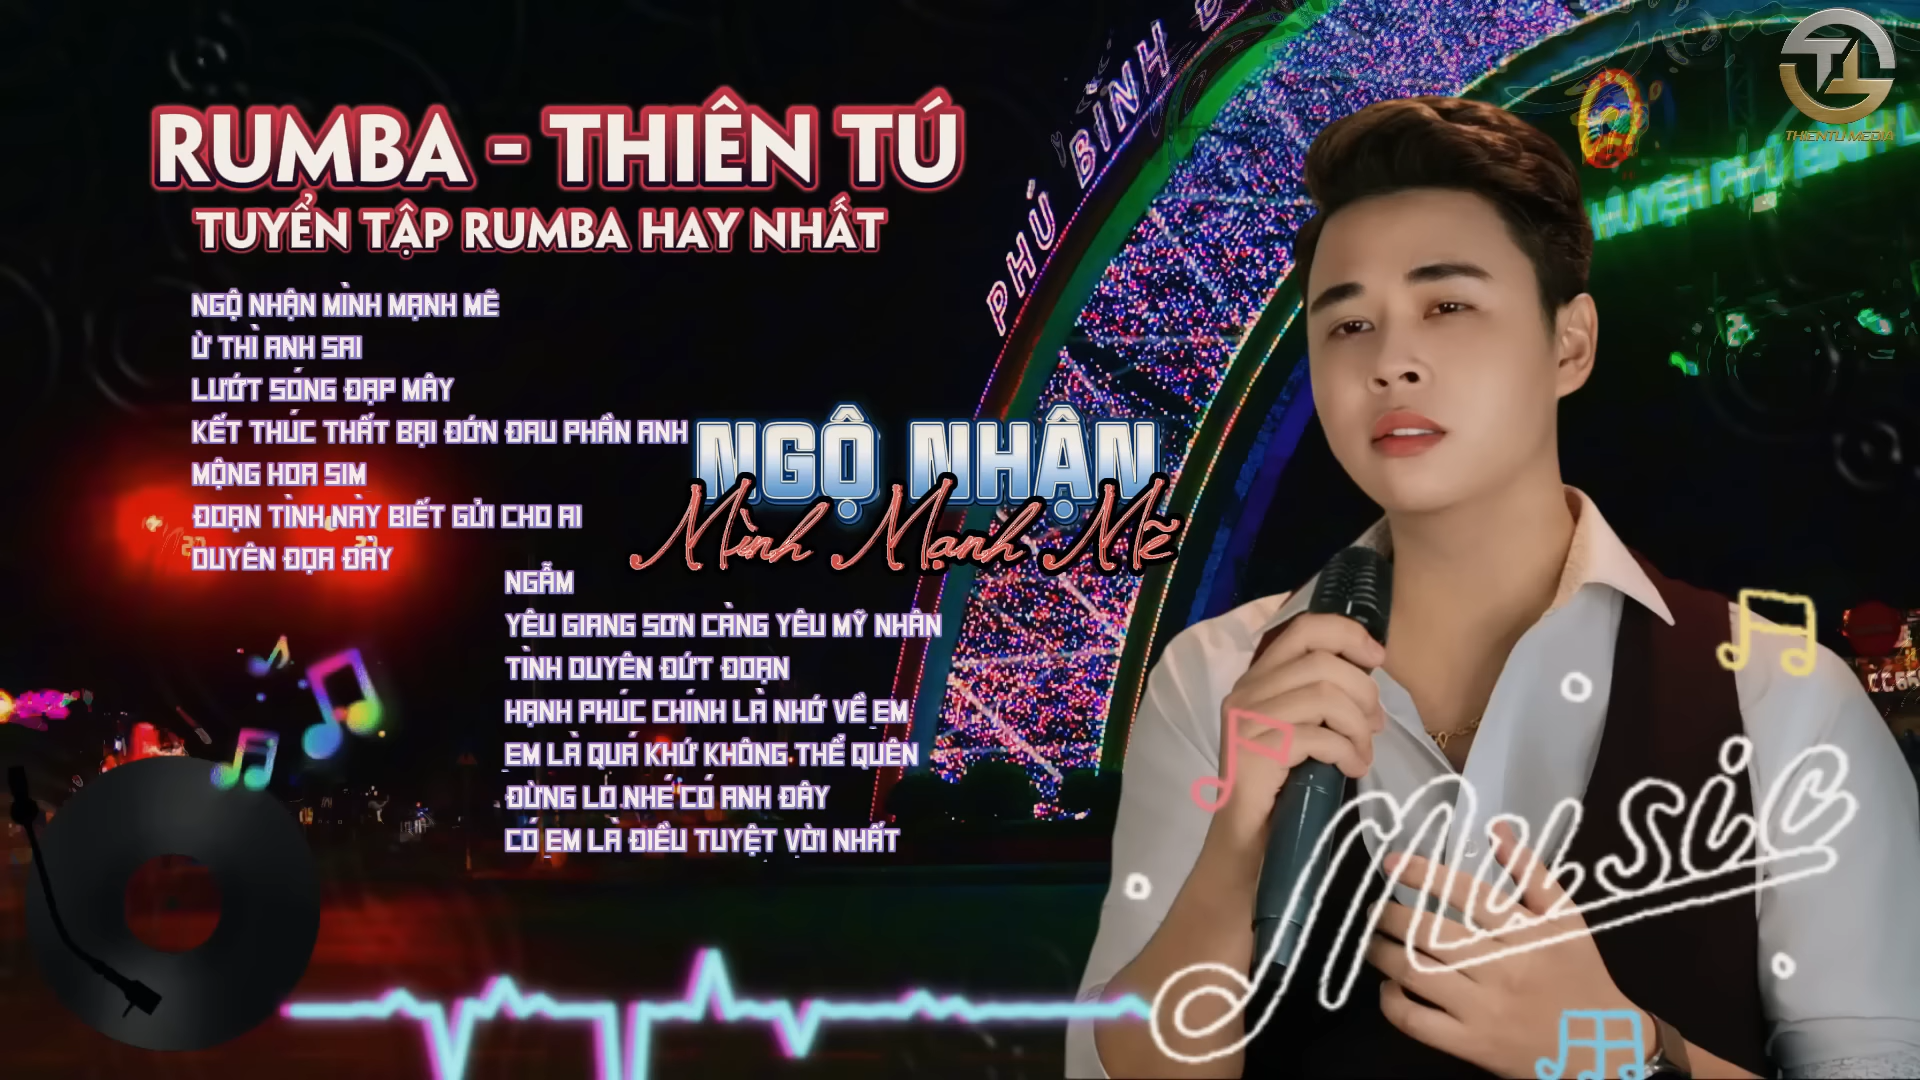 RUMBA - THIÊN TÚ
TUYỂN TẬP RUMBA HAY NHẤT
NGỘ NHẬN MÌNH MẠNH MẼ
Ừ THÌ ANH SAI
LƯỚT SÓNG ĐẠP MÂY
KẾT THÚC THẤT BẠI ĐỚN ĐAU PHẦN ANH
MỘNG HOA SIM
ĐOẠN TÌNH NÀY BIẾT GỬI CHO AI
DUYÊN ĐỌA ĐÀY
NGẪM
YÊU GIANG SƠN CÀNG YÊU MỸ NHÂN
TÌNH DUYÊN ĐỨT ĐOẠN
HẠNH PHÚC CHÍNH LÀ NHỚ VỀ EM
EM LÀ QUÁ KHỨ KHÔNG THỂ QUÊN
ĐỪNG LO NHÉ CÓ ANH ĐÂY
CÓ EM LÀ ĐIỀU TUYỆT VỜI NHẤT
NGỘ NHẬN
Mình Mạnh Mẽ
PHÚ BÌNH
HUYỆN PHÚ BÌNH
TT
THIENTU MEDIA
Music